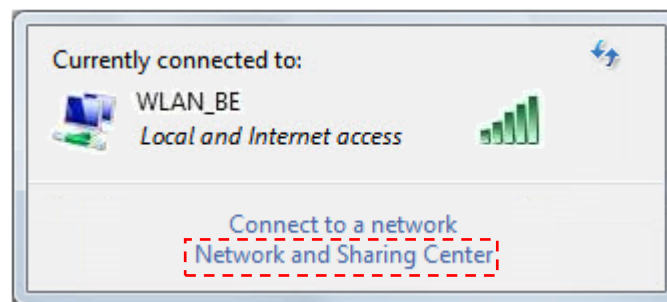 Currently connected to:
WLAN_BE
Local and Internet access
Connect to a network
Network and Sharing Center